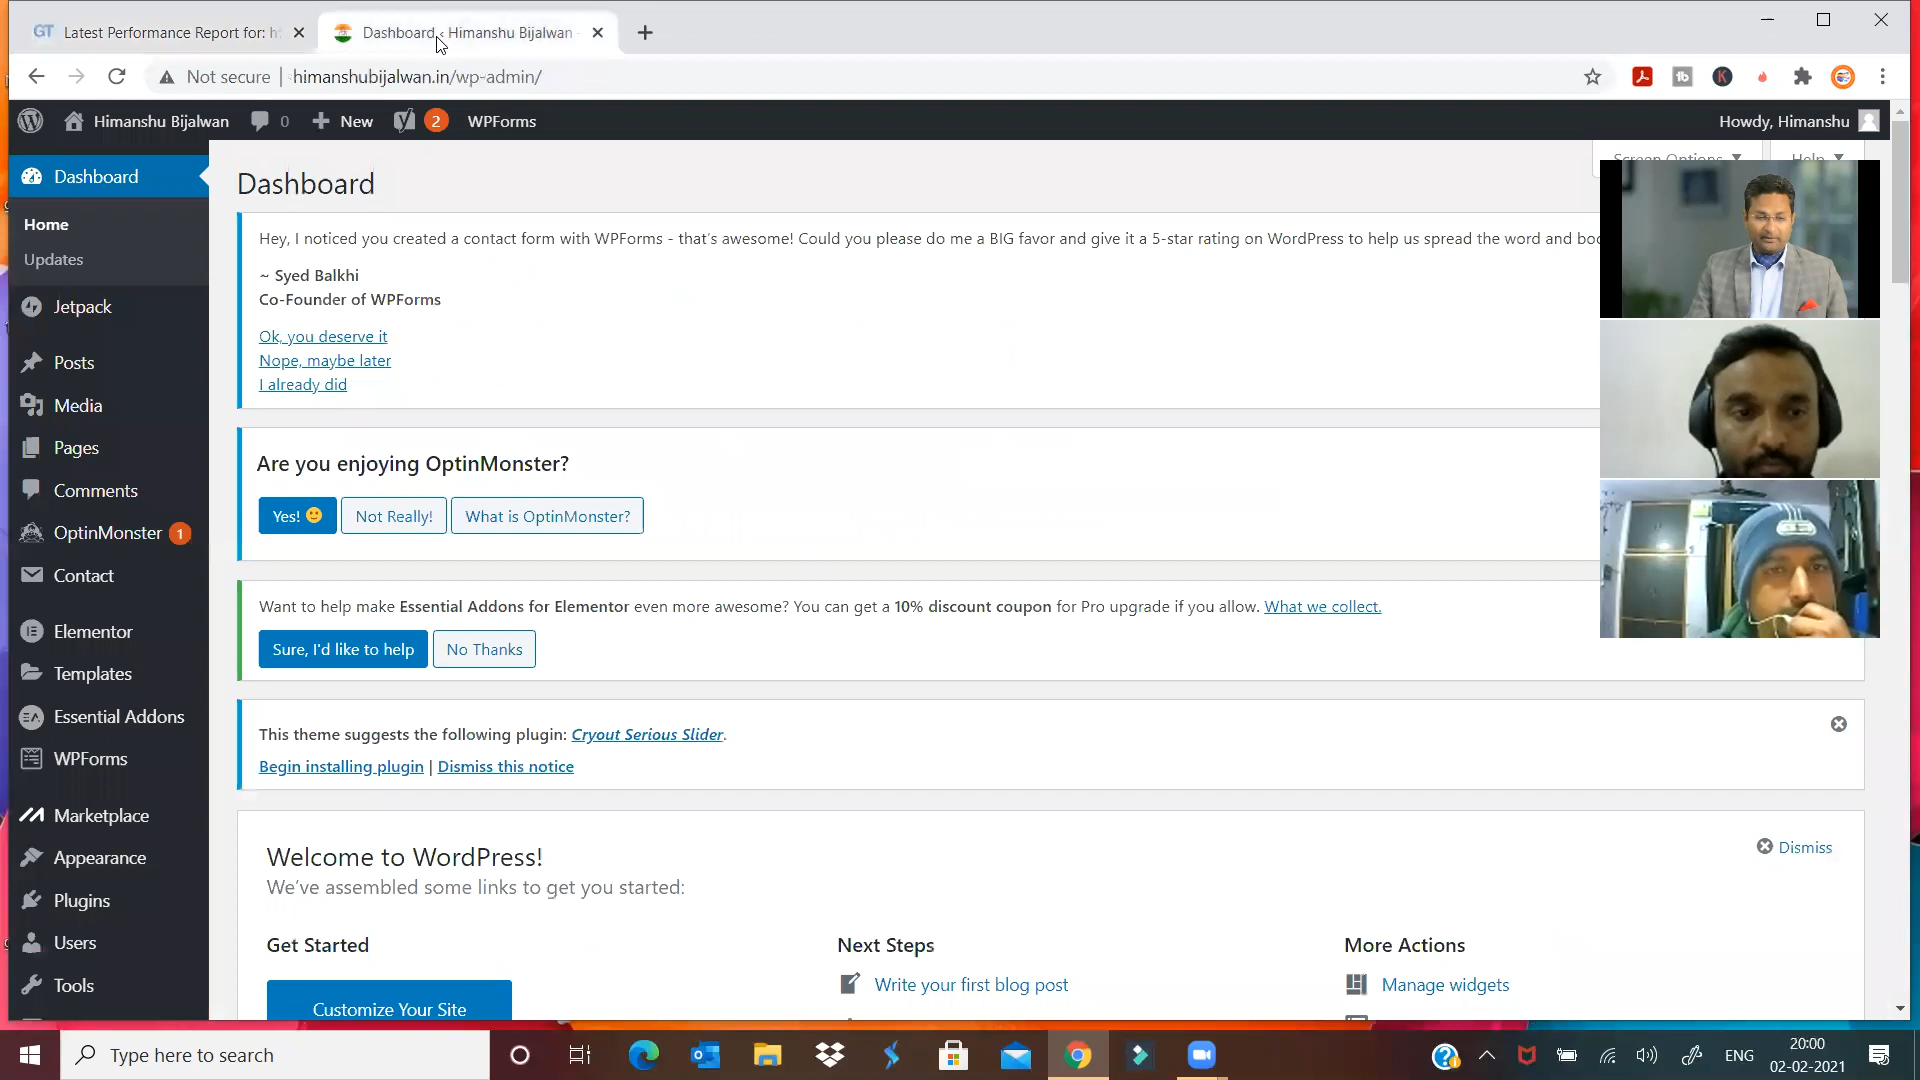 GT Latest Performance Report for: h
Dashboard ‹ Himanshu Bijalwan -
Not secure | himanshubijalwan.in/wp-admin/
Himanshu Bijalwan 0 New 2 WPForms Howdy, Himanshu
Screen Options Help
Dashboard
Home
Updates
Jetpack
Posts
Media
Pages
Comments
OptinMonster 1
Contact
Elementor
Templates
Essential Addons
WPForms
Marketplace
Appearance
Plugins
Users
Tools
Dashboard
Hey, I noticed you created a contact form with WPForms - that's awesome! Could you please do me a BIG favor and give it a 5-star rating on WordPress to help us spread the word and boo
~ Syed Balkhi
Co-Founder of WPForms
Ok, you deserve it
Nope, maybe later
I already did
Are you enjoying OptinMonster?
Yes! 🙂 Not Really! What is OptinMonster?
Want to help make Essential Addons for Elementor even more awesome? You can get a 10% discount coupon for Pro upgrade if you allow. What we collect.
Sure, I'd like to help No Thanks
This theme suggests the following plugin: Cryout Serious Slider.
Begin installing plugin | Dismiss this notice
Welcome to WordPress!
Dismiss
We've assembled some links to get you started:
Get Started
Customize Your Site
Next Steps
Write your first blog post
More Actions
Manage widgets
Type here to search
ENG
20:00
02-02-2021